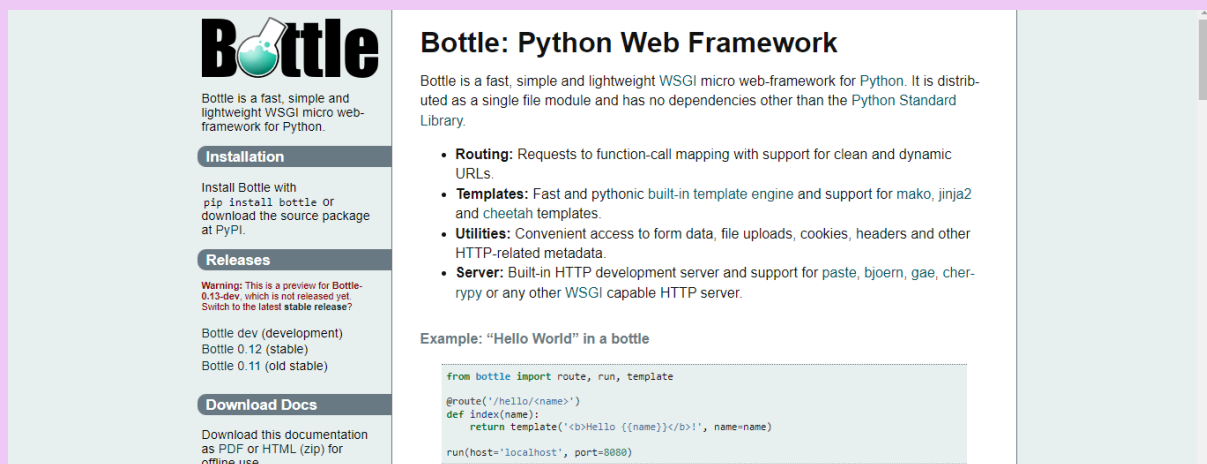 Bottle
Bottle is a fast, simple and
lightweight WSGI micro web-
framework for Python.
Installation
Install Bottle with
pip install bottle or
download the source package
at PyPI.
Releases
Warning: This is a preview for Bottle-
0.13-dev, which is not released yet.
Switch to the latest stable release?
Bottle dev (development)
Bottle 0.12 (stable)
Bottle 0.11 (old stable)
Download Docs
Download this documentation
as PDF or HTML (zip) for
offline use
Bottle: Python Web Framework
Bottle is a fast, simple and lightweight WSGI micro web-framework for Python. It is distrib-
uted as a single file module and has no dependencies other than the Python Standard
Library.
• Routing: Requests to function-call mapping with support for clean and dynamic
URLs.
• Templates: Fast and pythonic built-in template engine and support for mako, jinja2
and cheetah templates.
• Utilities: Convenient access to form data, file uploads, cookies, headers and other
HTTP-related metadata.
• Server: Built-in HTTP development server and support for paste, bjoern, gae, cher-
rypy or any other WSGI capable HTTP server.
Example: “Hello World” in a bottle
from bottle import route, run, template
@route('/hello/<name>')
def index(name):
    return template('<b>Hello {{name}}</b>!', name=name)
run(host='localhost', port=8080)